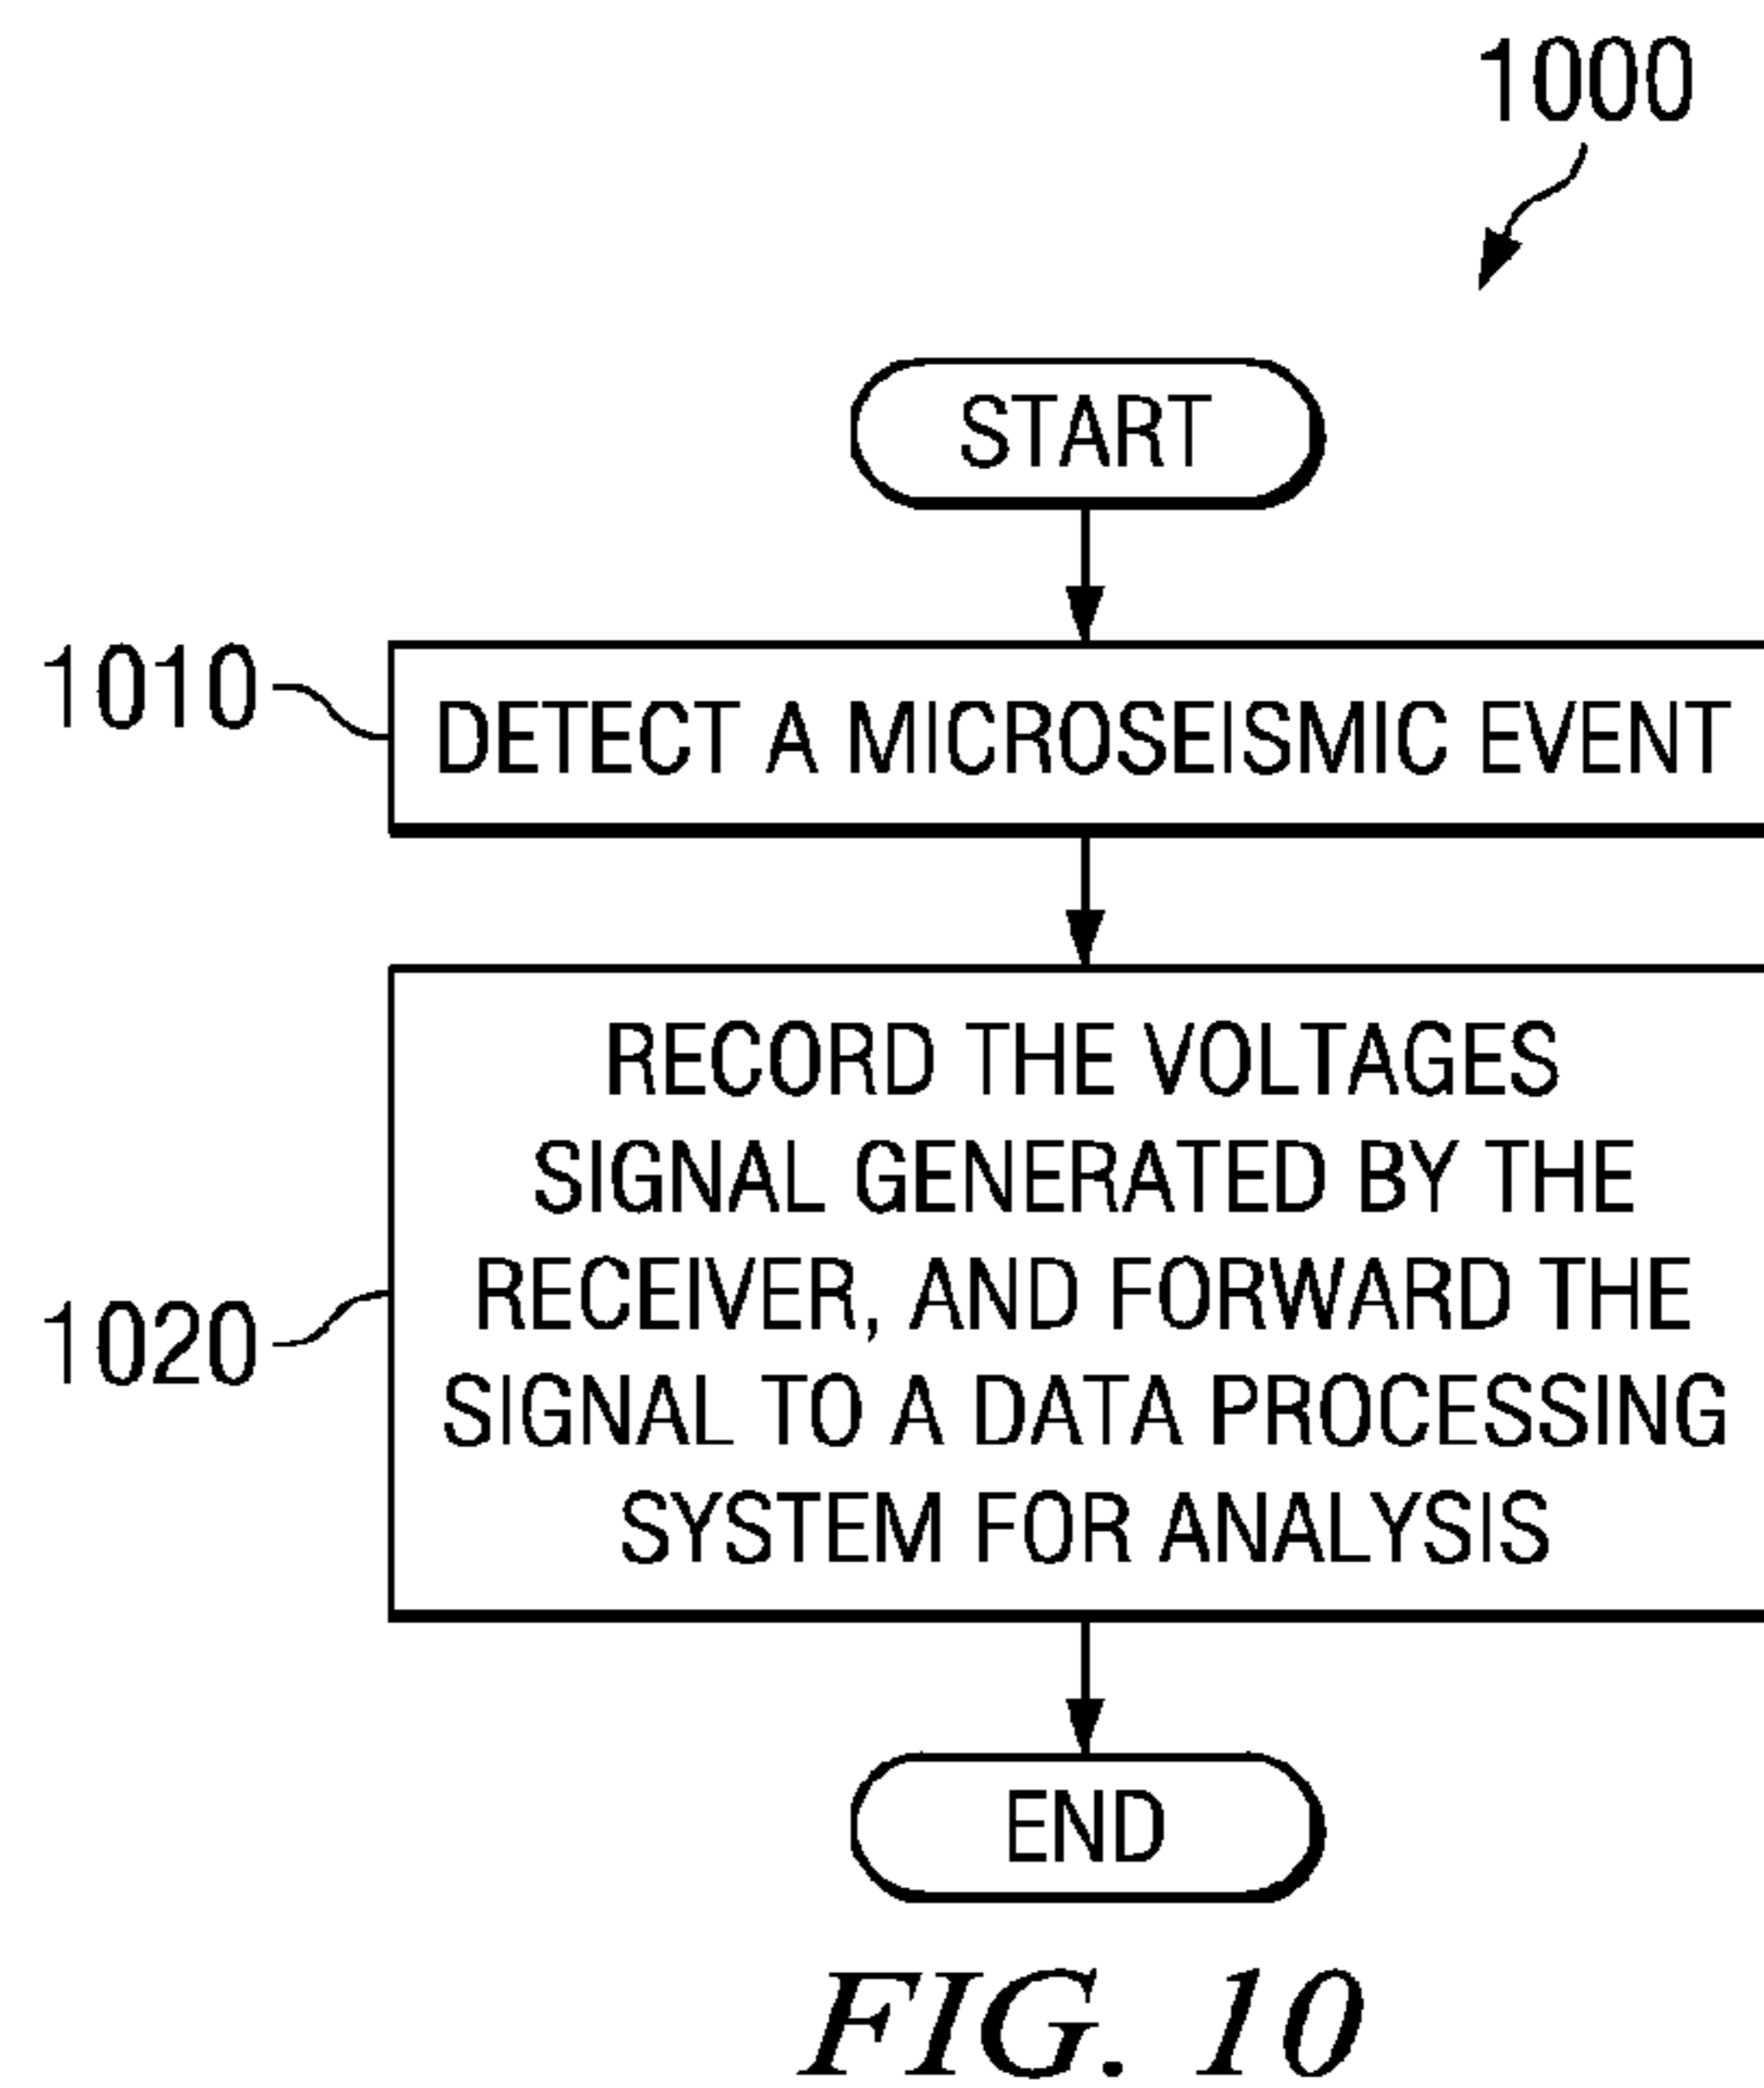 1000
START
1010
DETECT A MICROSEISMIC EVENT
RECORD THE VOLTAGES
SIGNAL GENERATED BY THE
RECEIVER, AND FORWARD THE
1020
SIGNAL TO A DATA PROCESSING
SYSTEM FOR ANALYSIS
END
FIG. 10